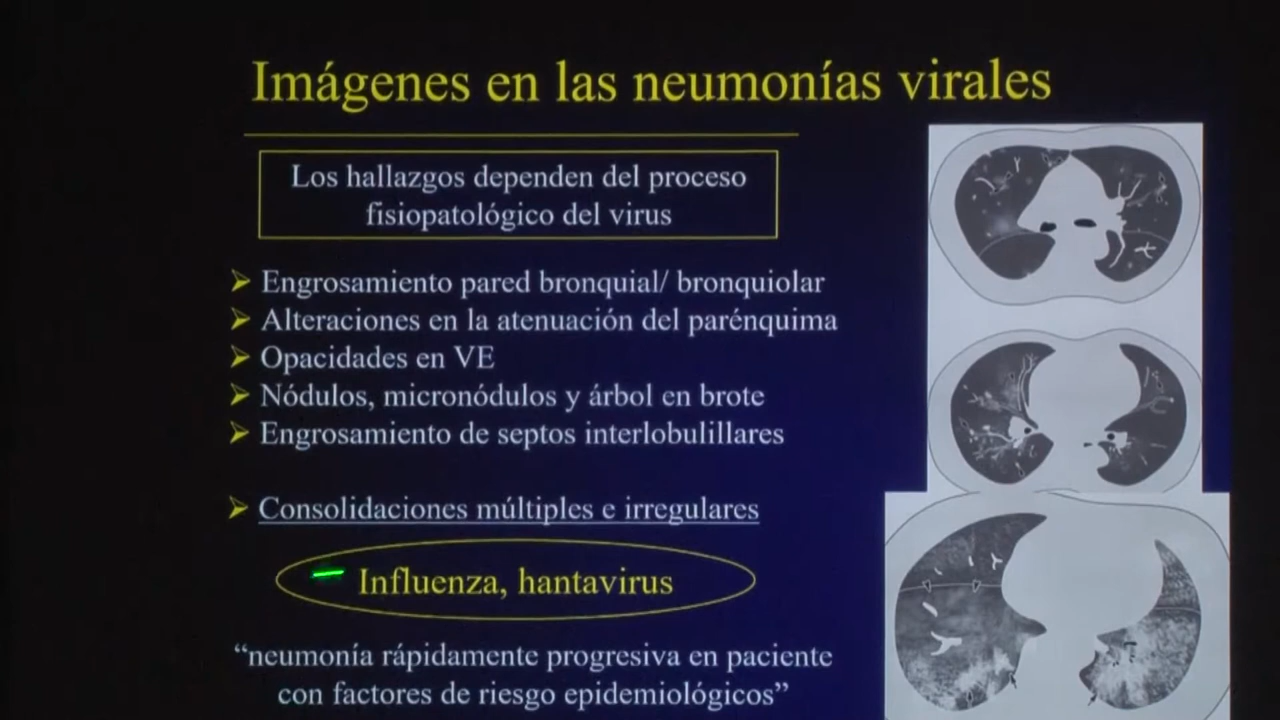 Imágenes en las neumonías virales
Los hallazgos dependen del proceso
fisiopatológico del virus
Engrosamiento pared bronquial/ bronquiolar
Alteraciones en la atenuación del parénquima
Opacidades en VE
Nódulos, micronódulos y árbol en brote
Engrosamiento de septos interlobulillares
Consolidaciones múltiples e irregulares
Influenza, hantavirus
“neumonía rápidamente progresiva en paciente
con factores de riesgo epidemiológicos”